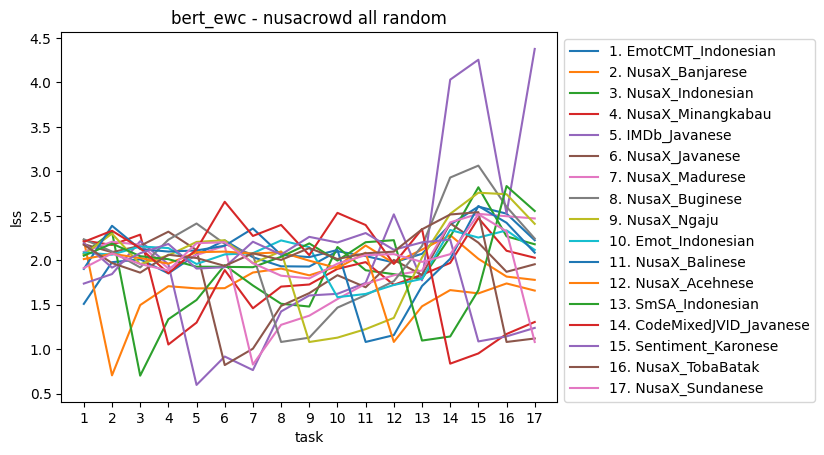 bert_ewc - nusacrowd all random
lss
4.5
4.0
3.5
3.0
2.5
2.0
1.5
1.0
0.5
1 2 3 4 5 6 7 8 9 10 11 12 13 14 15 16 17
task
1. EmotCMT_Indonesian
2. NusaX_Banjarese
3. NusaX_Indonesian
4. NusaX_Minangkabau
5. IMDb_Javanese
6. NusaX_Javanese
7. NusaX_Madurese
8. NusaX_Buginese
9. NusaX_Ngaju
10. Emot_Indonesian
11. NusaX_Balinese
12. NusaX_Acehnese
13. SmSA_Indonesian
14. CodeMixedJVID_Javanese
15. Sentiment_Karonese
16. NusaX_TobaBatak
17. NusaX_Sundanese